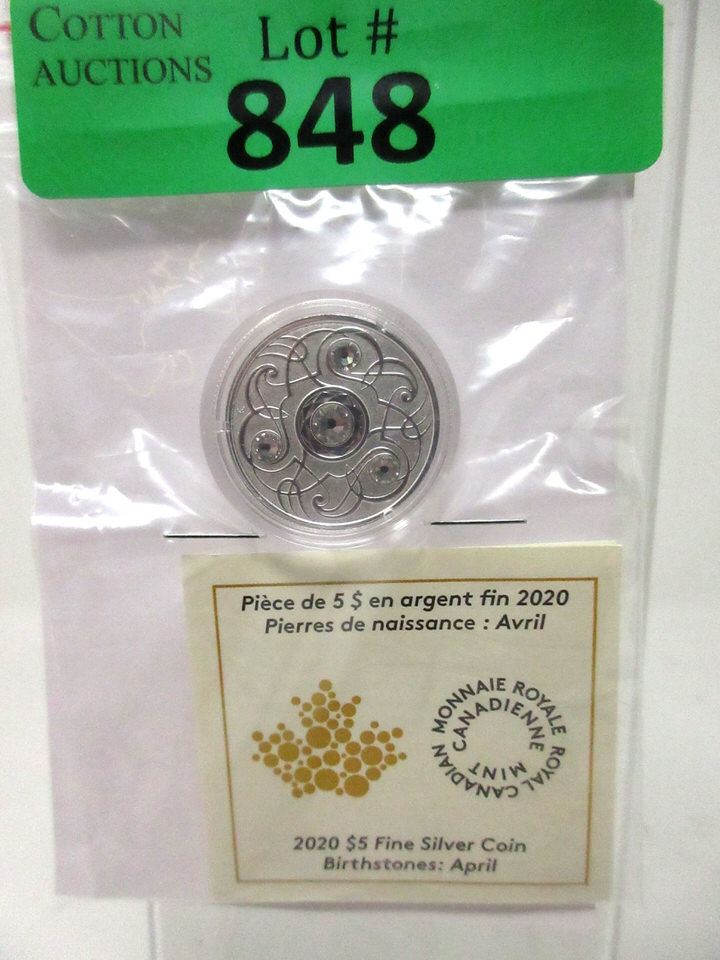 COTTON
AUCTIONS
Lot #
848
Pièce de 5 $ en argent fin 2020
Pierres de naissance : Avril
MONNAIE ROYALE
CANADIENNE
ROYAL CANADIAN
MINT
2020 $5 Fine Silver Coin
Birthstones: April